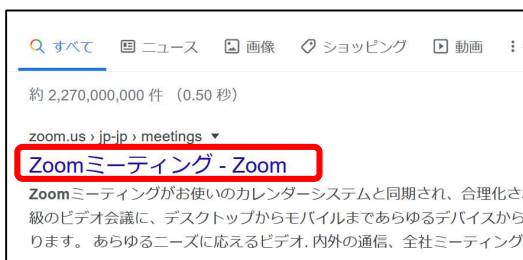 すべて ニュース 画像 ショッピング 動画
約 2,270,000,000 件 （0.50 秒）
zoom.us › jp-jp › meetings ▼
Zoomミーティング - Zoom
Zoomミーティングがお使いのカレンダーシステムと同期され、合理化さ
級のビデオ会議に、デスクトップからモバイルまであらゆるデバイスから
ります。 あらゆるニーズに応えるビデオ. 内外の通信、全社ミーティング